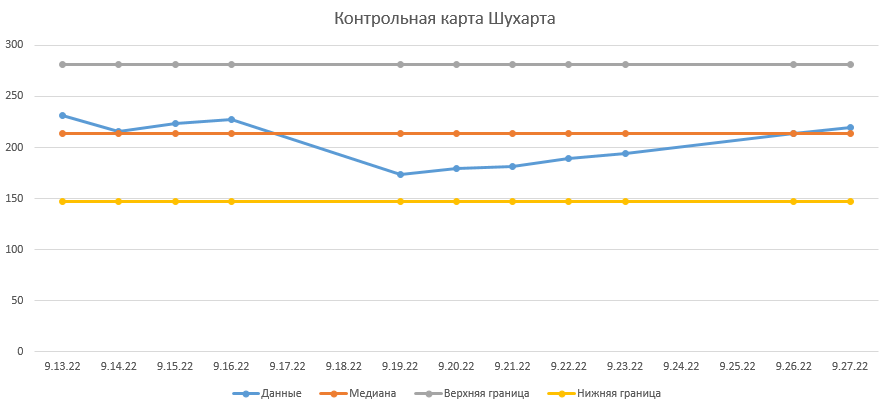 Контрольная карта Шухарта
300
250
200
150
100
50
0
9.13.22 9.14.22 9.15.22 9.16.22 9.17.22 9.18.22 9.19.22 9.20.22 9.21.22 9.22.22 9.23.22 9.24.22 9.25.22 9.26.22 9.27.22
Данные Медиана Верхняя граница Нижняя граница